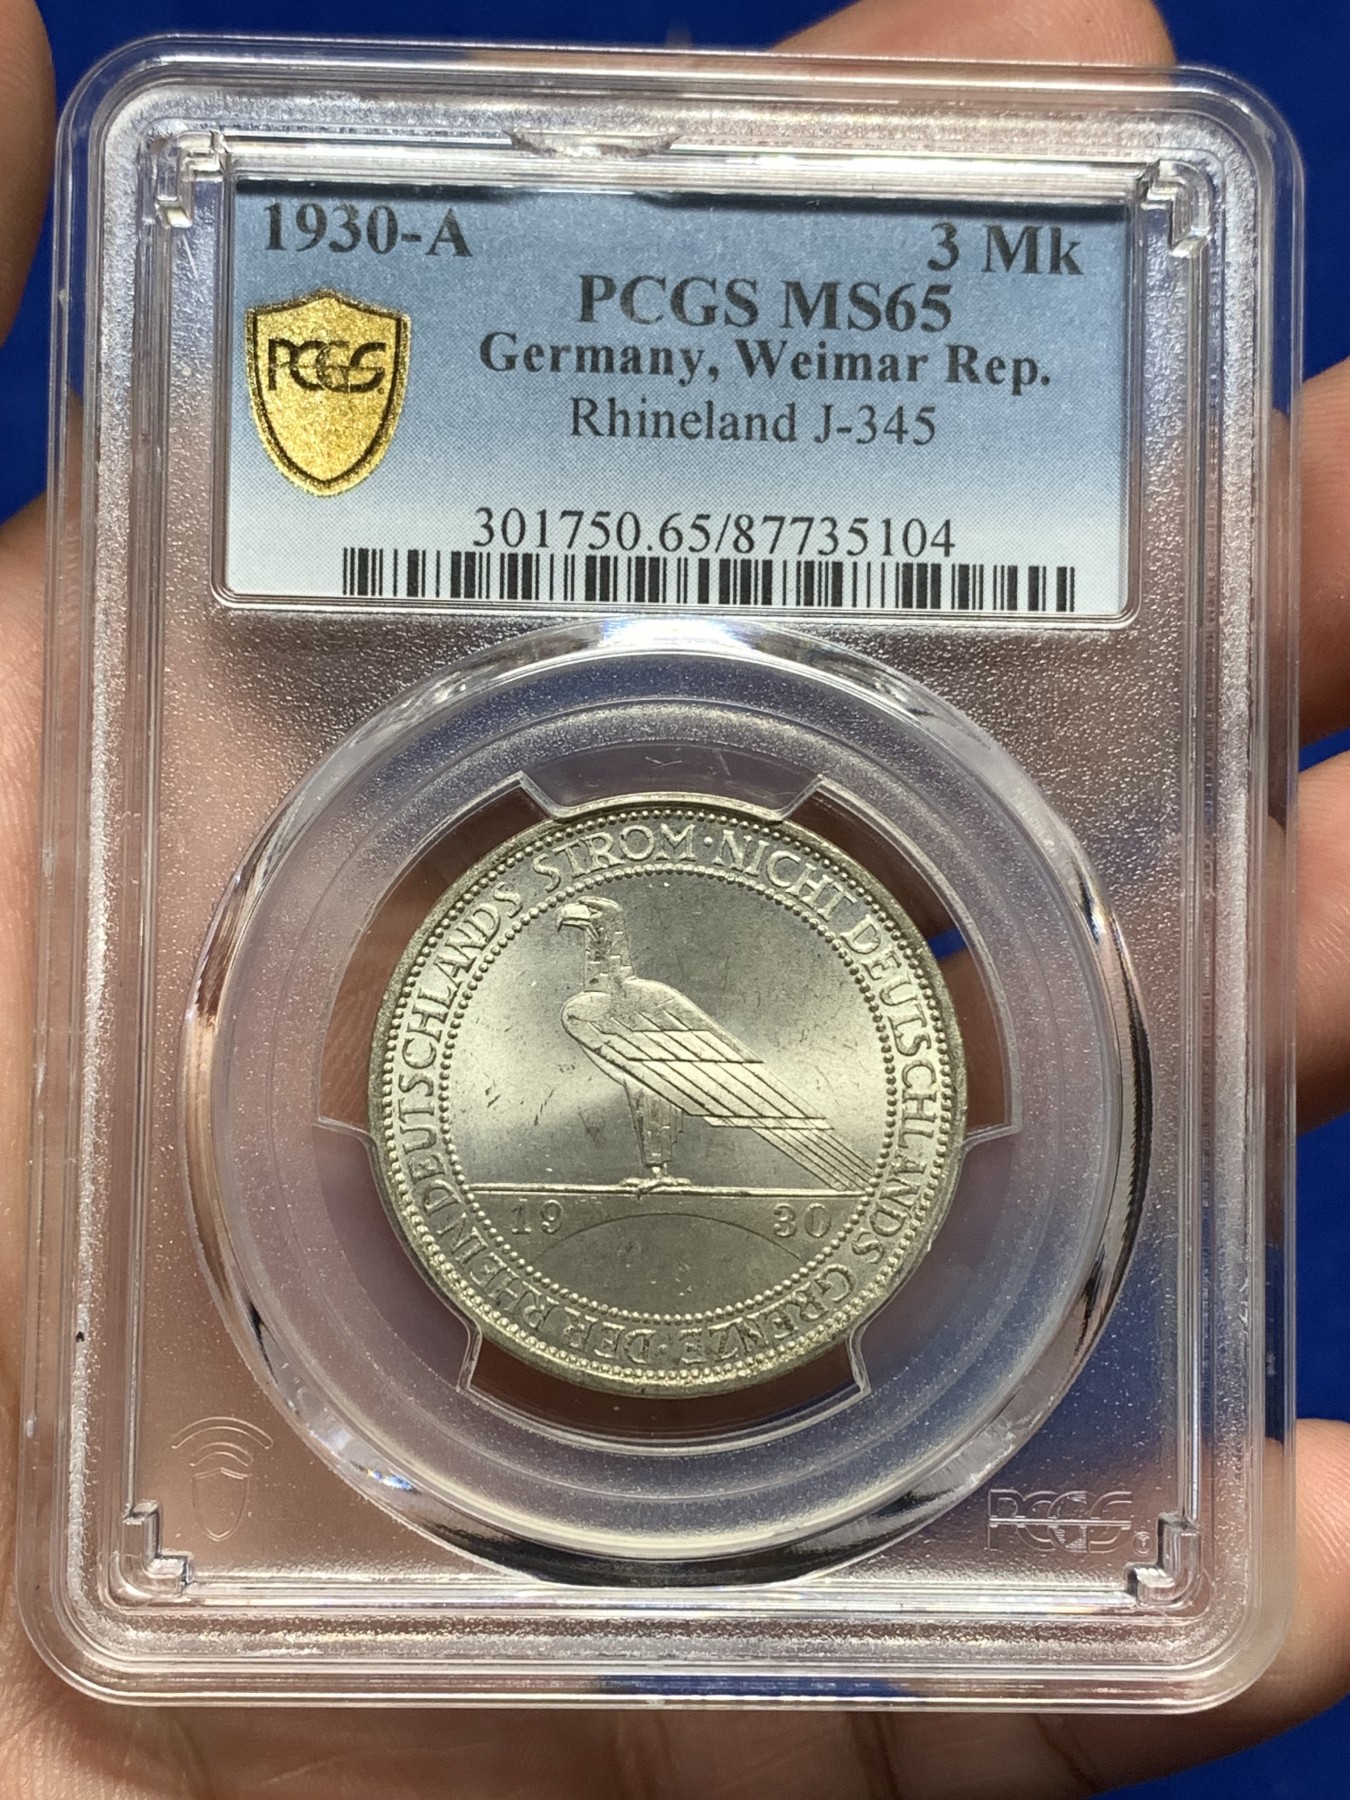 1930-A
3 Mk
PCGS MS65
Germany, Weimar Rep.
Rhineland J-345
301750.65/87735104
PCGS
DER RHEIN DEUTSCHLANDS STROM · NICHT DEUTSCHLANDS GRENZE ·
19 30
PCGS